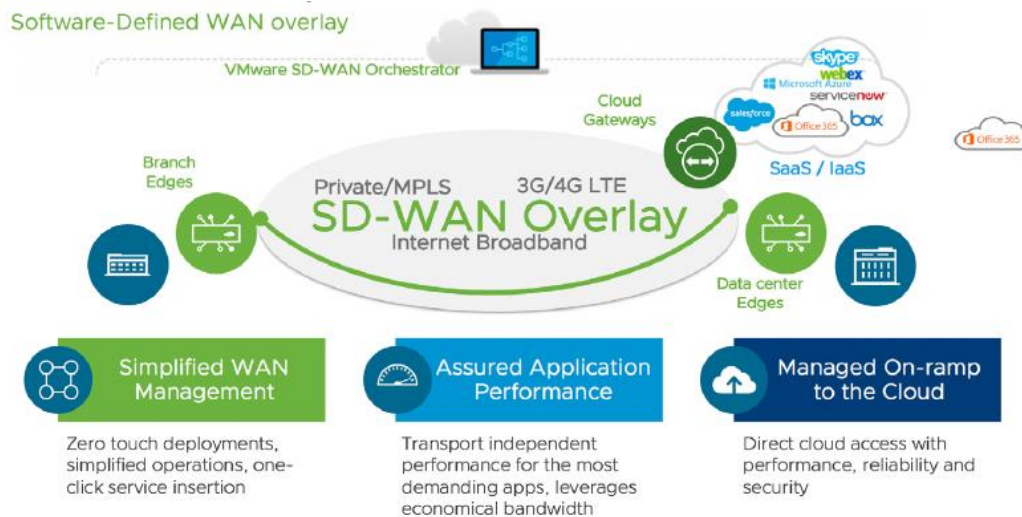 Software-Defined WAN overlay
VMware SD-WAN Orchestrator
skype
webex
Microsoft Azure
servicenow
salesforce
Office 365
box
Office 365
Cloud
Gateways
SaaS / IaaS
Branch
Edges
Private/MPLS
3G/4G LTE
SD-WAN Overlay
Internet Broadband
Data center
Edges
Simplified WAN
Management
Zero touch deployments,
simplified operations, one-
click service insertion
Assured Application
Performance
Transport independent
performance for the most
demanding apps, leverages
economical bandwidth
Managed On-ramp
to the Cloud
Direct cloud access with
performance, reliability and
security